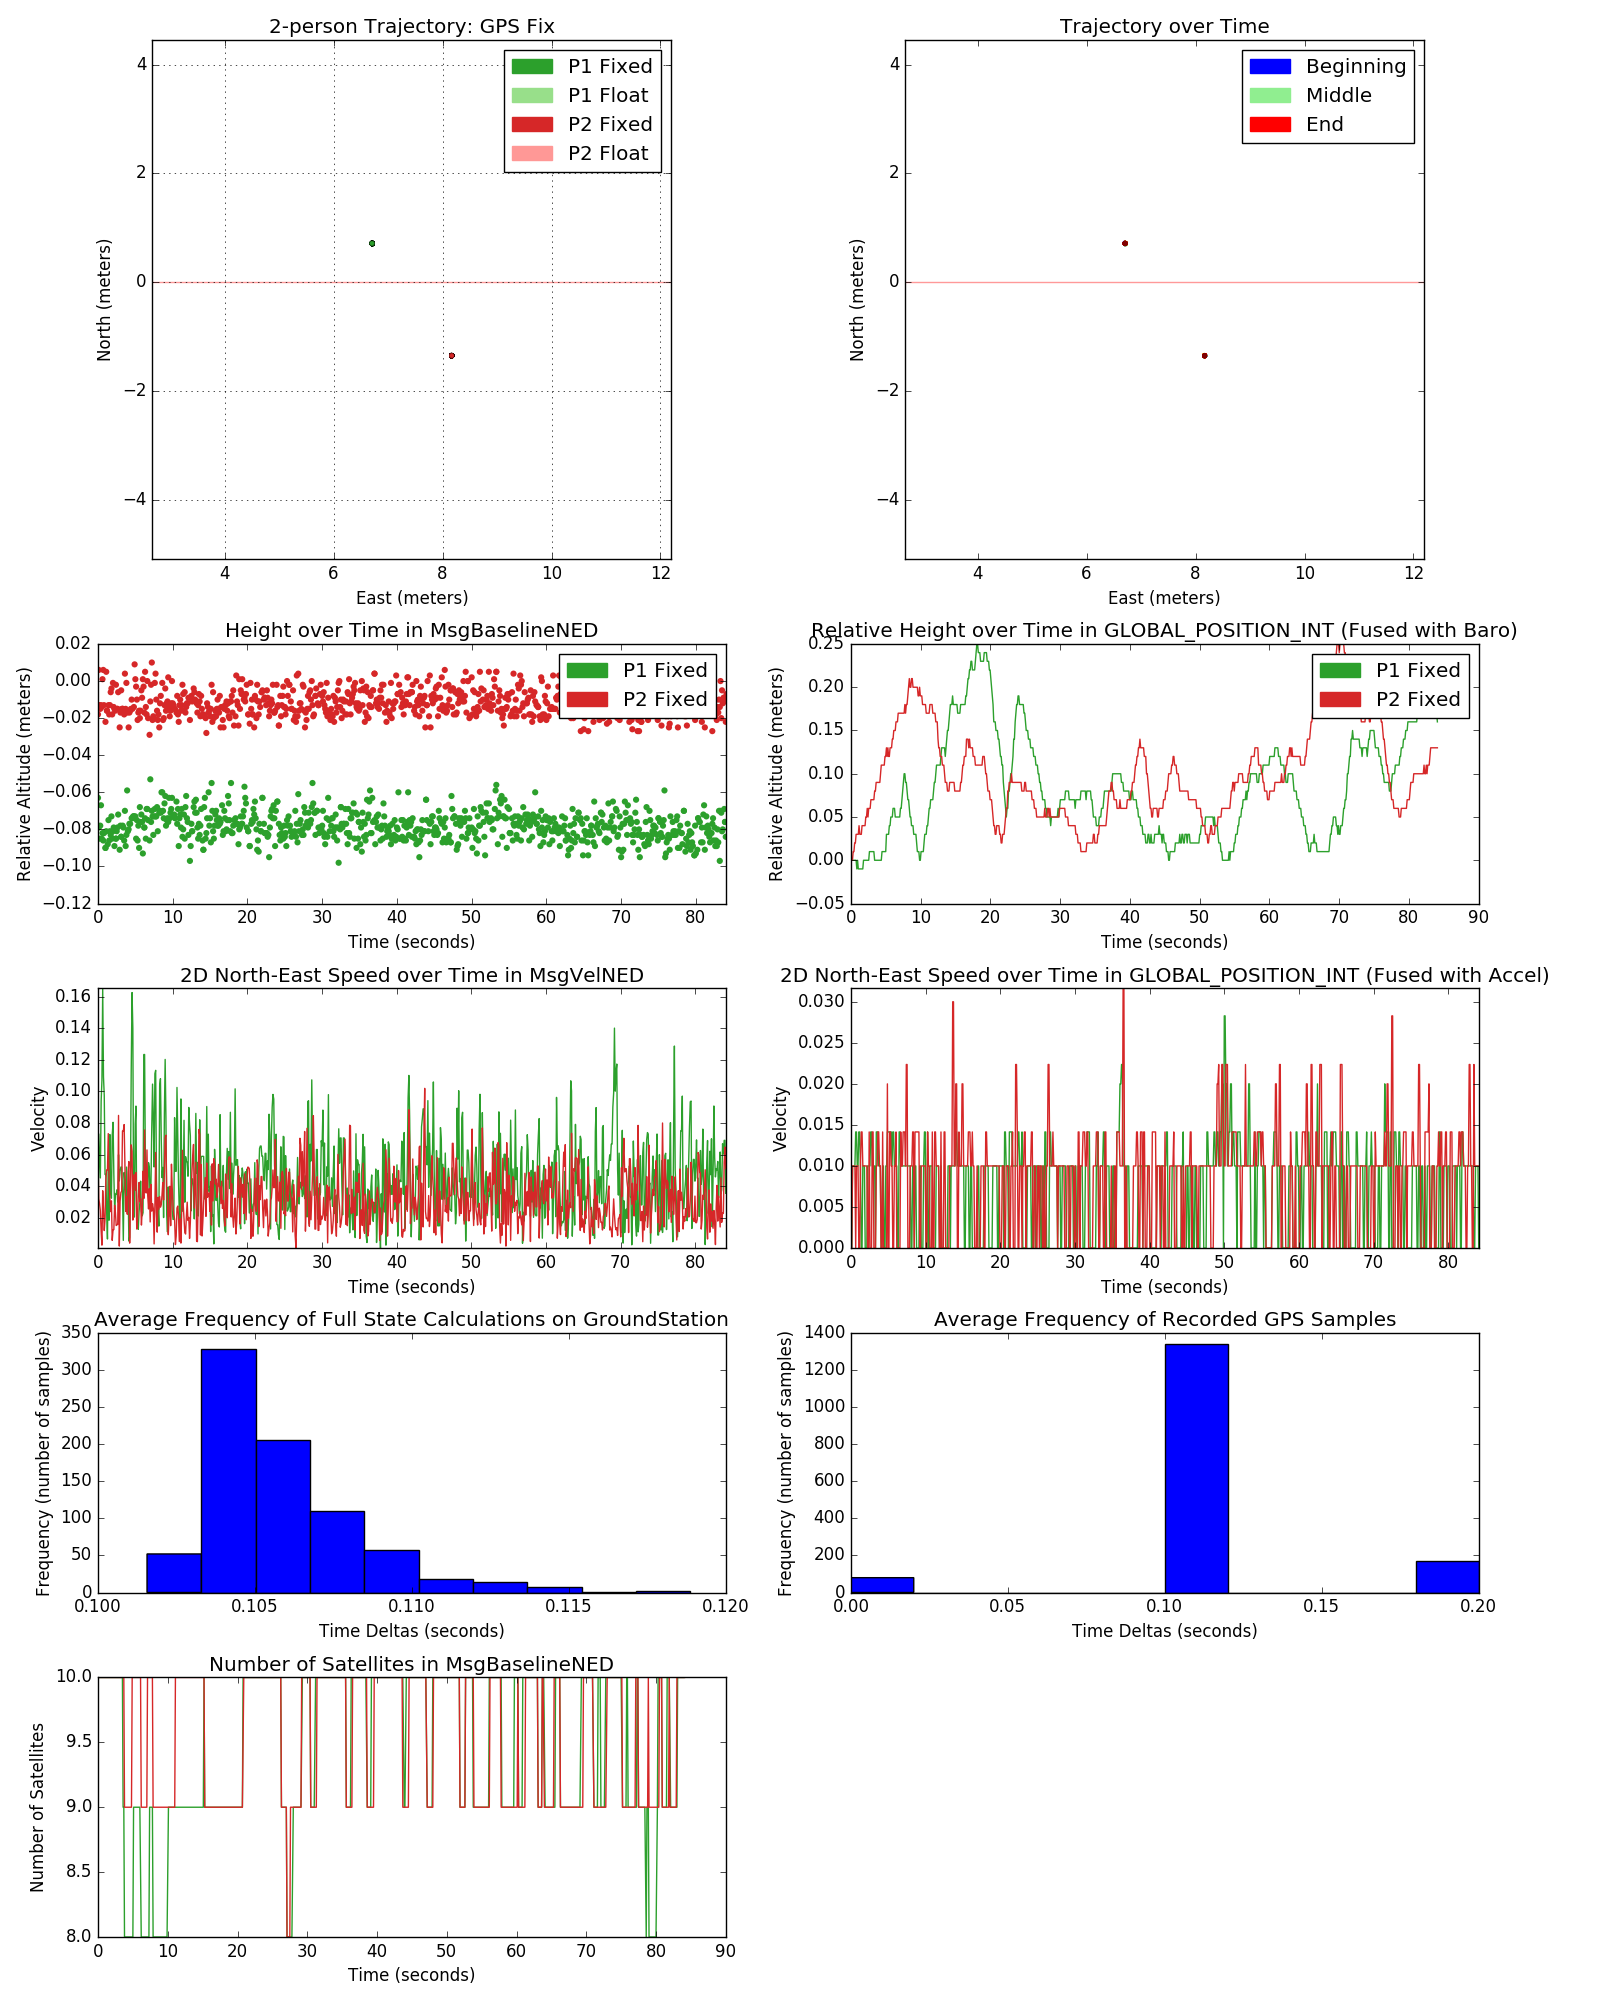 2-person Trajectory: GPS Fix
4
2
0
−2
−4
North (meters)
P1 Fixed
P1 Float
P2 Fixed
P2 Float
4 6 8 10 12
East (meters)
Trajectory over Time
4
2
0
−2
−4
North (meters)
Beginning
Middle
End
4 6 8 10 12
East (meters)
Height over Time in MsgBaselineNED
0.02
0.00
−0.02
−0.04
−0.06
−0.08
−0.10
−0.12
Relative Altitude (meters)
P1 Fixed
P2 Fixed
0 10 20 30 40 50 60 70 80
Time (seconds)
Relative Height over Time in GLOBAL_POSITION_INT (Fused with Baro)
0.25
0.20
0.15
0.10
0.05
0.00
−0.05
Relative Altitude (meters)
P1 Fixed
P2 Fixed
0 10 20 30 40 50 60 70 80 90
Time (seconds)
2D North-East Speed over Time in MsgVelNED
0.16
0.14
0.12
0.10
0.08
0.06
0.04
0.02
Velocity
0 10 20 30 40 50 60 70 80
Time (seconds)
2D North-East Speed over Time in GLOBAL_POSITION_INT (Fused with Accel)
0.030
0.025
0.020
0.015
0.010
0.005
0.000
Velocity
0 10 20 30 40 50 60 70 80
Time (seconds)
Average Frequency of Full State Calculations on GroundStation
350
300
250
200
150
100
50
0
Frequency (number of samples)
0.100 0.105 0.110 0.115 0.120
Time Deltas (seconds)
Average Frequency of Recorded GPS Samples
1400
1200
1000
800
600
400
200
0
Frequency (number of samples)
0.00 0.05 0.10 0.15 0.20
Time Deltas (seconds)
Number of Satellites in MsgBaselineNED
10.0
9.5
9.0
8.5
8.0
Number of Satellites
0 10 20 30 40 50 60 70 80 90
Time (seconds)